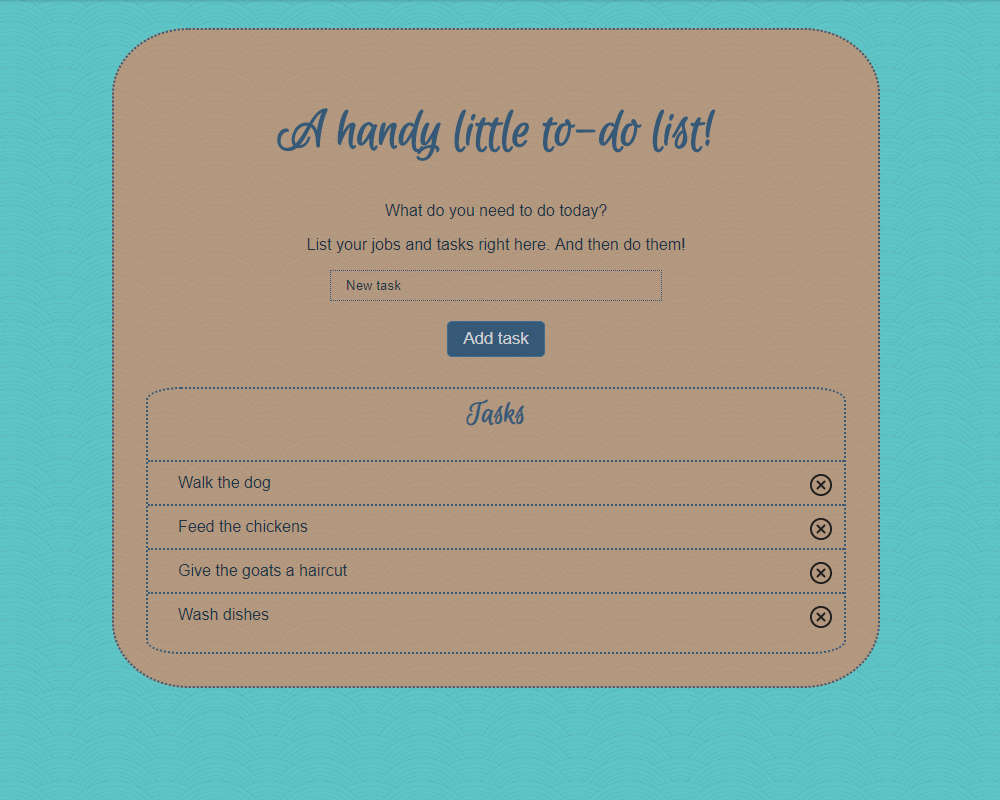 A handy little to-do list!
What do you need to do today?
List your jobs and tasks right here. And then do them!
New task
Add task
Tasks
Walk the dog
Feed the chickens
Give the goats a haircut
Wash dishes